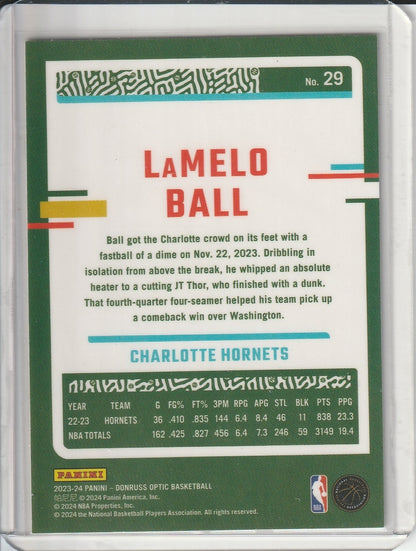 No. 29
LAMELO
BALL
Ball got the Charlotte crowd on its feet with a
fastball of a dime on Nov. 22, 2023. Dribbling in
isolation from above the break, he whipped an absolute
heater to a cutting JT Thor, who finished with a dunk.
That fourth-quarter four-seamer helped his team pick up
a comeback win over Washington.
CHARLOTTE HORNETS
YEAR TEAM G FG% FT% 3PM RPG APG STL BLK PTS PPG
22-23 HORNETS 36 .410 .835 144 6.4 8.4 46 11 838 23.3
NBA TOTALS 162 .425 .827 456 6.4 7.3 246 59 3149 19.4
PANINI
2023-24 PANINI – DONRUSS OPTIC BASKETBALL
帕尼尼 © 2024 Panini America, Inc.
© 2024 NBA Properties, Inc.
© 2024 the National Basketball Players Association. All rights reserved.
NBA